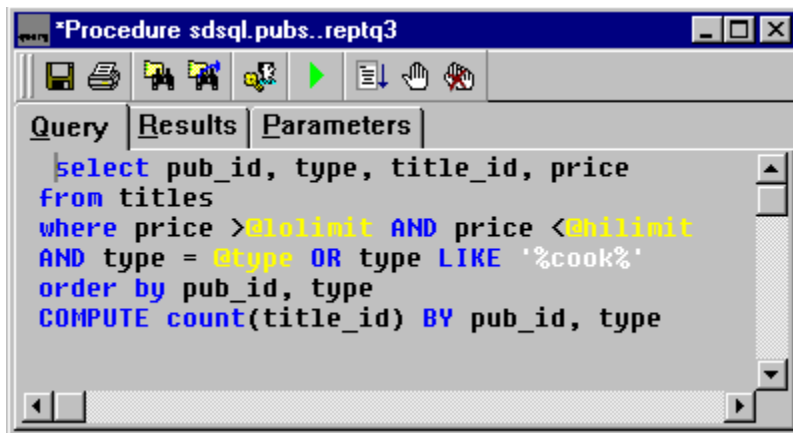 *Procedure sdsql.pubs..reptq3
Query Results Parameters
select pub_id, type, title_id, price
from titles
where price >@lolimit AND price <@hilimit
AND type = @type OR type LIKE '%cook%'
order by pub_id, type
COMPUTE count(title_id) BY pub_id, type